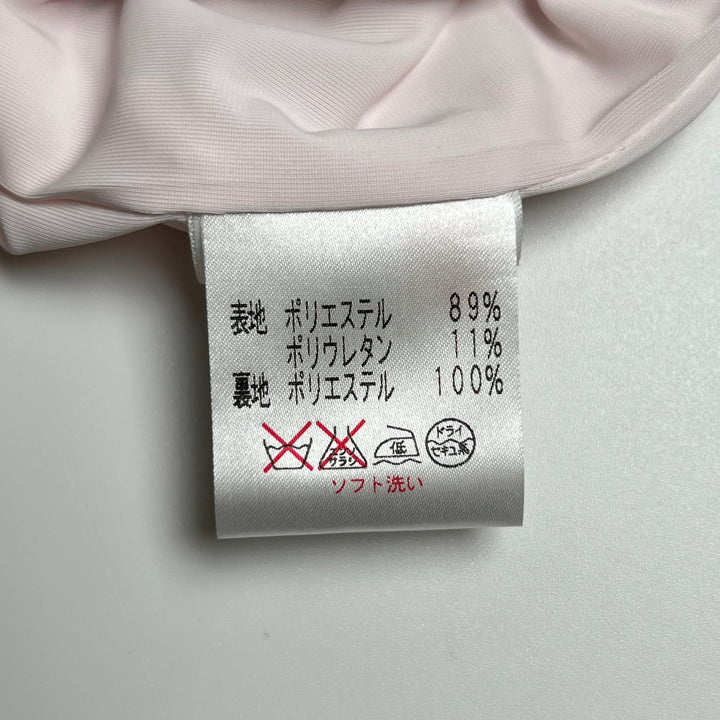 表地 ポリエステル 89%
ポリウレタン 11%
裏地 ポリエステル 100%
エンソ サラシ 低 ドライ セキユ系
ソフト洗い